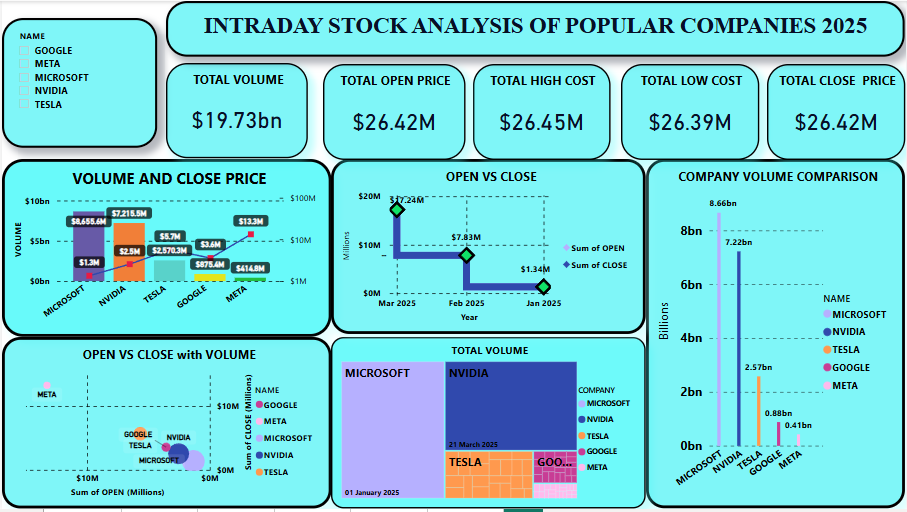 INTRADAY STOCK ANALYSIS OF POPULAR COMPANIES 2025
NAME
GOOGLE
META
MICROSOFT
NVIDIA
TESLA
TOTAL VOLUME
$19.73bn
TOTAL OPEN PRICE
$26.42M
TOTAL HIGH COST
$26.45M
TOTAL LOW COST
$26.39M
TOTAL CLOSE PRICE
$26.42M
VOLUME AND CLOSE PRICE
VOLUME
$10bn
$5bn
$0bn
$100M
$10M
$1M
$8,655.6M
$7,215.5M
$2,570.3M
$875.4M
$414.8M
$1.3M
$2.5M
$5.7M
$3.6M
$13.3M
MICROSOFT
NVIDIA
TESLA
GOOGLE
META
OPEN VS CLOSE
Millions
$20M
$10M
$0M
$17.24M
$7.83M
$1.34M
Mar 2025
Feb 2025
Jan 2025
Year
Sum of OPEN
Sum of CLOSE
COMPANY VOLUME COMPARISON
Billions
8bn
6bn
4bn
2bn
0bn
8.66bn
7.22bn
2.57bn
0.88bn
0.41bn
MICROSOFT
NVIDIA
TESLA
GOOGLE
META
NAME
MICROSOFT
NVIDIA
TESLA
GOOGLE
META
OPEN VS CLOSE with VOLUME
META
GOOGLE
TESLA
NVIDIA
MICROSOFT
$10M
$0M
$10M
$0M
Sum of OPEN (Millions)
Sum of CLOSE (Millions)
NAME
GOOGLE
META
MICROSOFT
NVIDIA
TESLA
TOTAL VOLUME
MICROSOFT
01 January 2025
NVIDIA
21 March 2025
TESLA
GOO...
COMPANY
MICROSOFT
NVIDIA
TESLA
GOOGLE
META